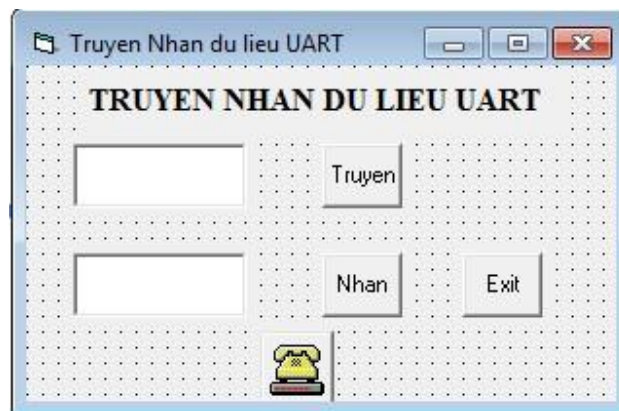 Truyen Nhan du lieu UART
TRUYEN NHAN DU LIEU UART
Truyen
Nhan
Exit